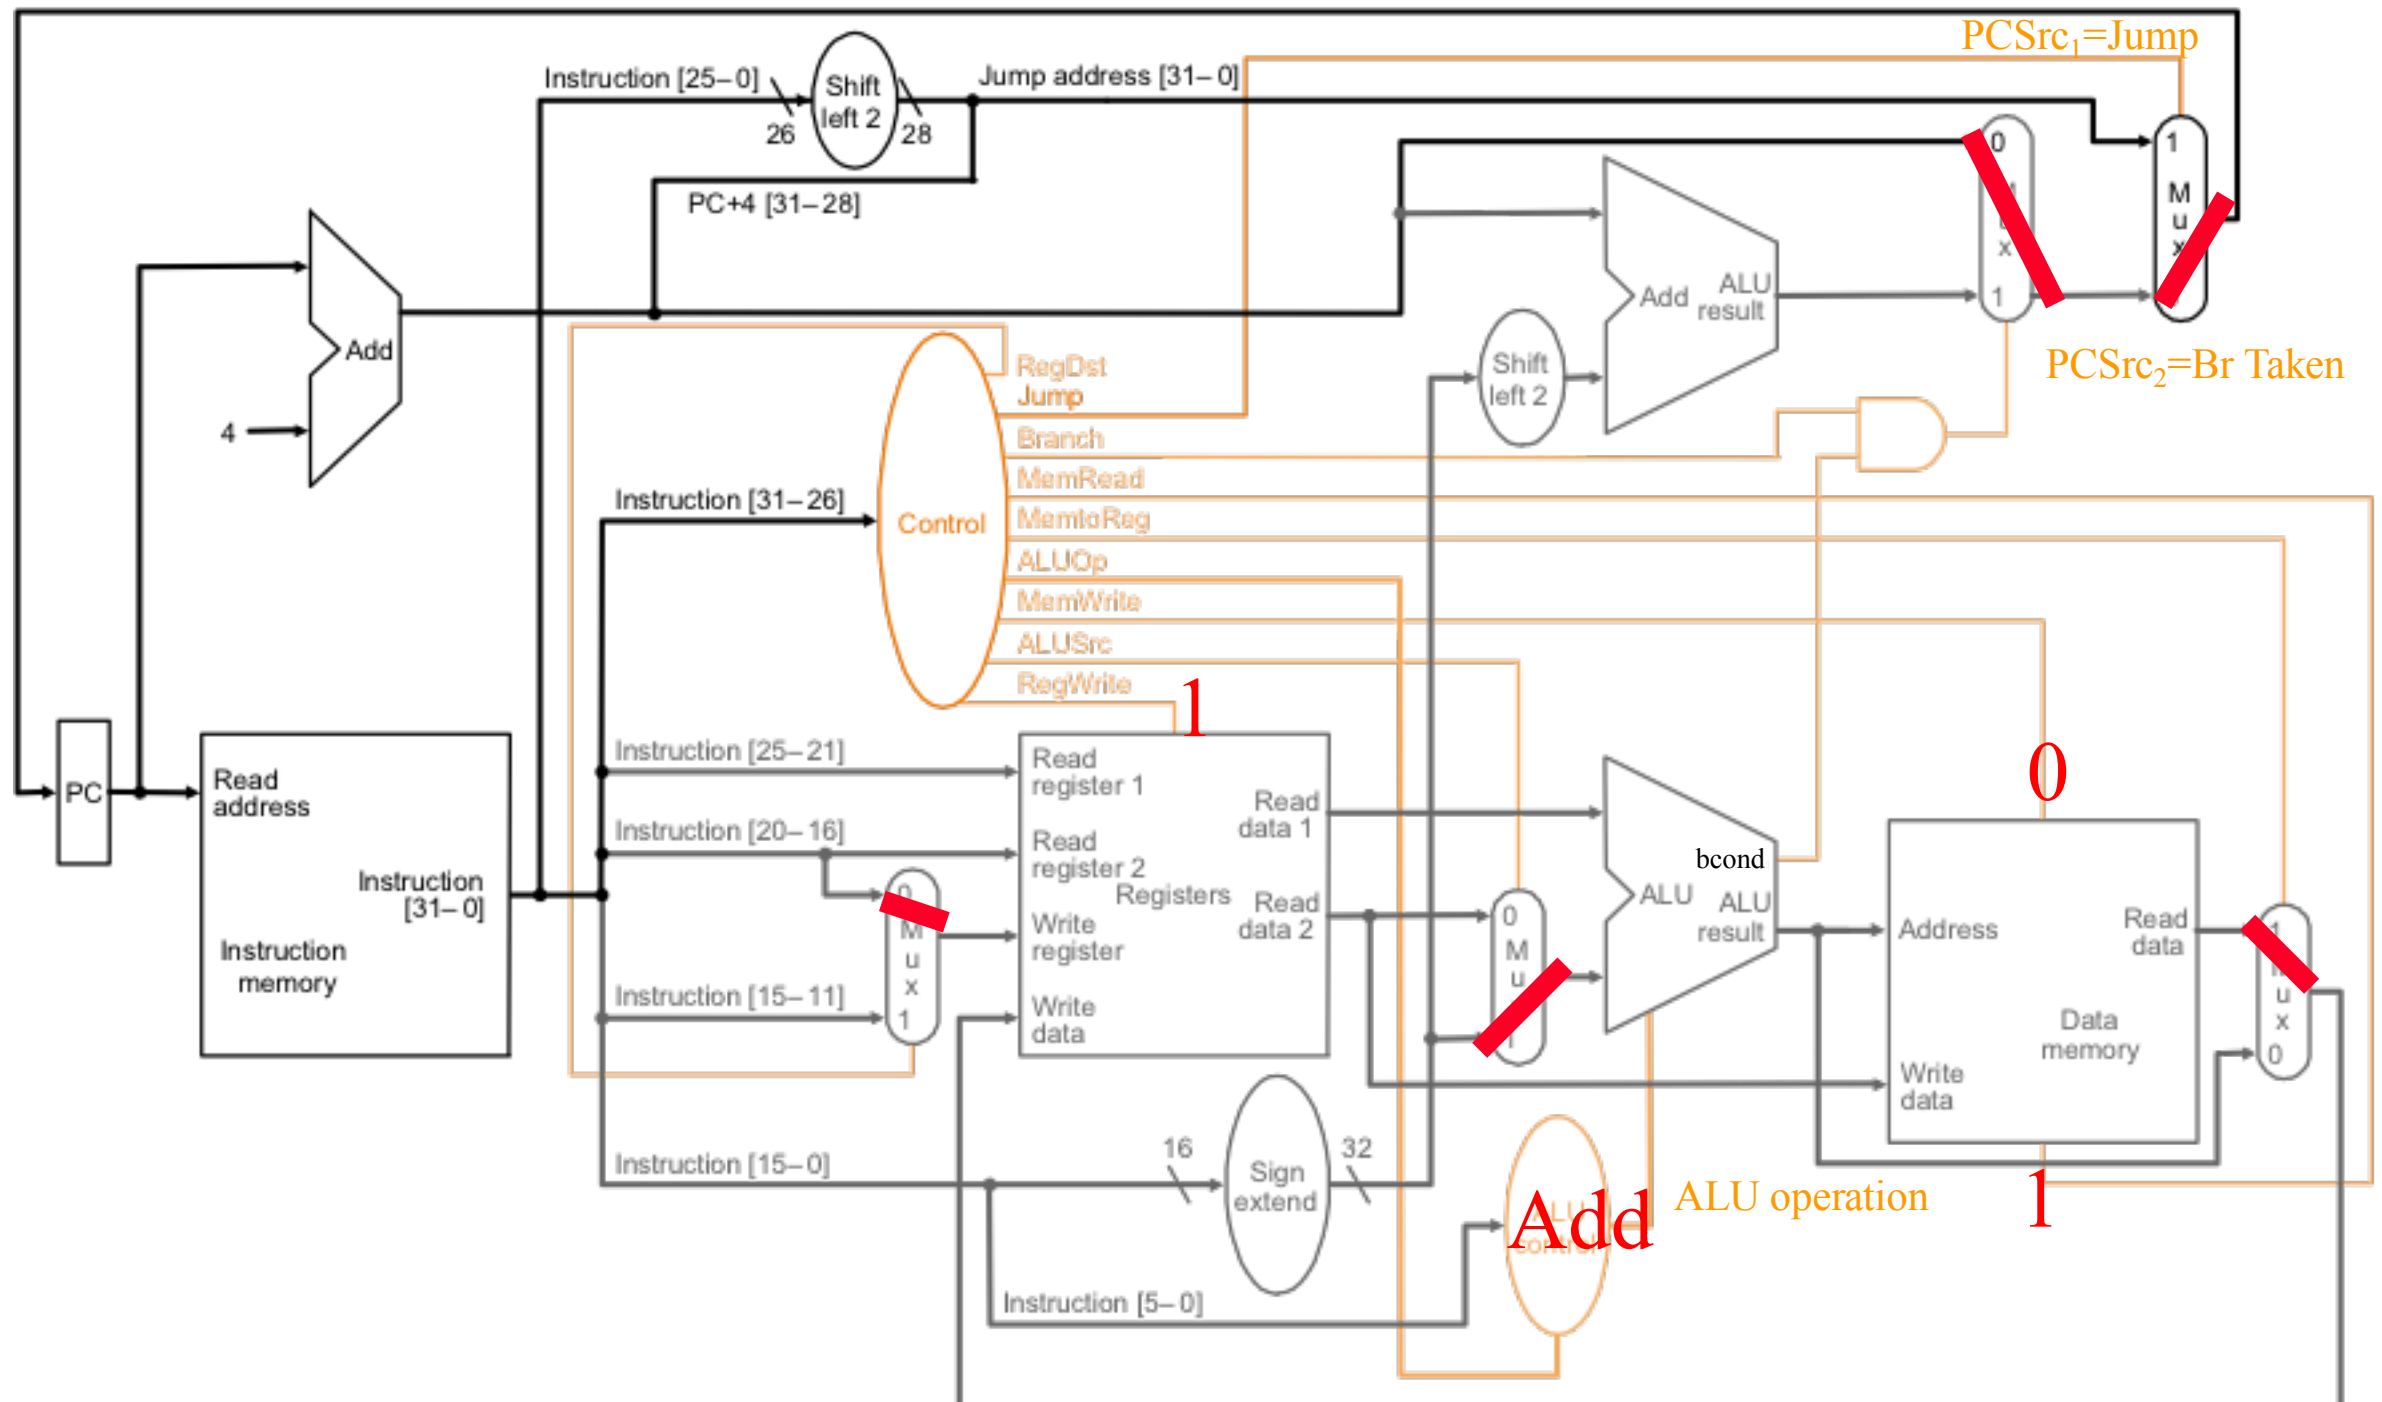 PCSrc1=Jump
Instruction [25–0]
Shift
left 2
Jump address [31–0]
26
28
0
1
M
u
x
PC+4 [31–28]
Add
ALU
result
Add
1
x
M
u
x
PCSrc2=Br Taken
Shift
left 2
4
RegDst
Jump
Branch
MemRead
MemtoReg
ALUOp
MemWrite
ALUSrc
RegWrite
Instruction [31–26]
Control
1
0
PC
Read
address
Instruction
[31–0]
Instruction
memory
Instruction [25–21]
Instruction [20–16]
Instruction [15–11]
Instruction [15–0]
0
M
u
x
1
Read
register 1
Read
register 2
Registers
Write
register
Write
data
Read
data 1
Read
data 2
0
M
u
bcond
ALU
ALU
result
Address
Read
data
Data
memory
Write
data
1
u
x
0
16
Sign
extend
32
Instruction [5–0]
ALU
control
Add
ALU operation
1